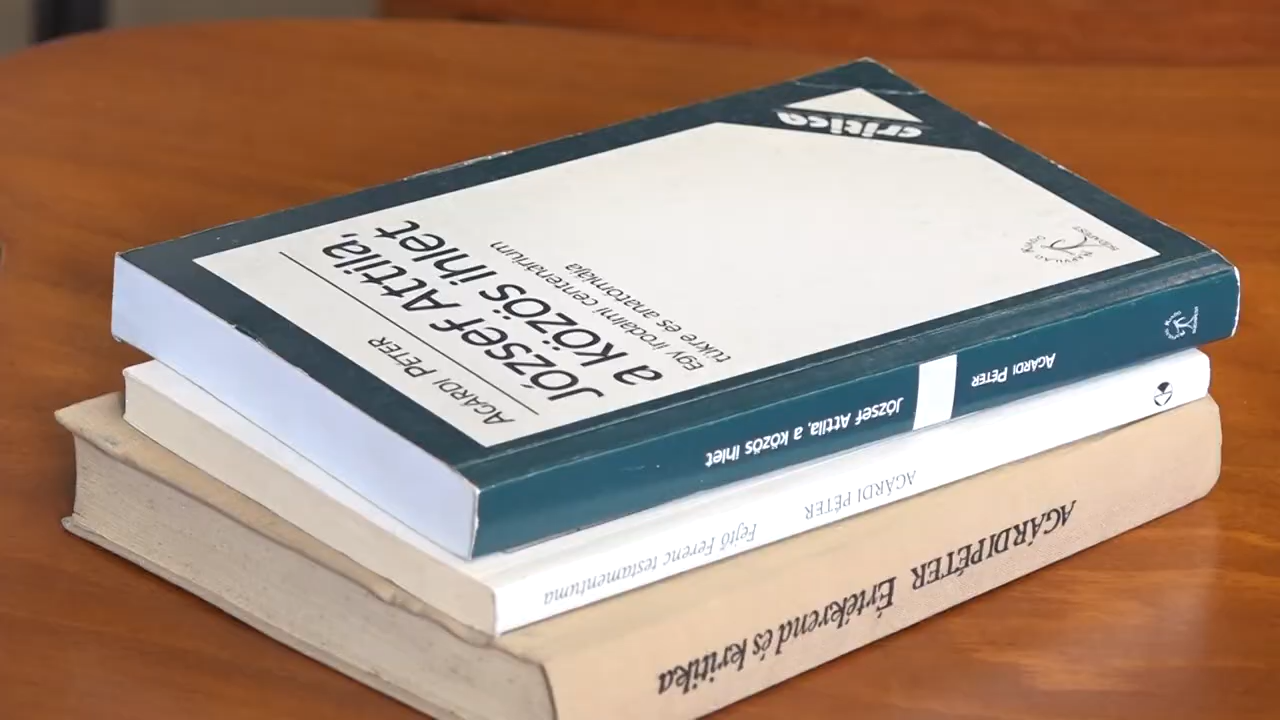 critica
AGÁRDI PÉTER
József Attila,
a közös ihlet
Egy irodalmi centenárium
tükre és anatómiája
AGÁRDI PÉTER
József Attila, a közös ihlet
AGÁRDI PÉTER
Fejtő Ferenc testamentuma
AGÁRDI PÉTER Értékrend és kritika